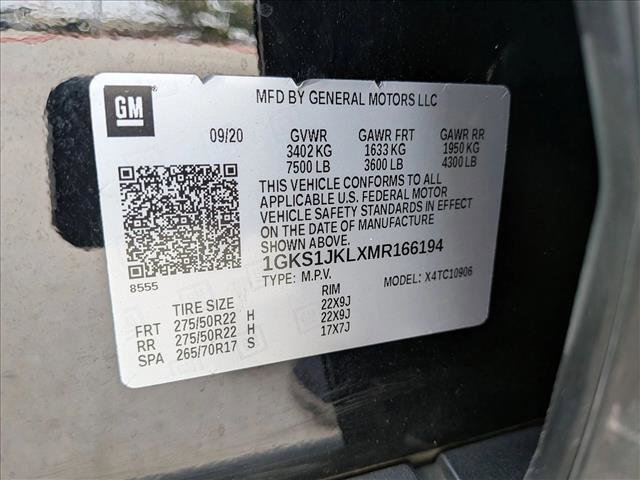 GM
MFD BY GENERAL MOTORS LLC
09/20 GVWR GAWR FRT GAWR RR
3402 KG 1633 KG 1950 KG
7500 LB 3600 LB 4300 LB
THIS VEHICLE CONFORMS TO ALL
APPLICABLE U.S. FEDERAL MOTOR
VEHICLE SAFETY STANDARDS IN EFFECT
ON THE DATE OF MANUFACTURE
SHOWN ABOVE.
1GKS1JKLXMR166194
8555
TYPE: M.P.V. MODEL: X4TC10906
TIRE SIZE RIM
FRT 275/50R22 H 22X9J
RR 275/50R22 H 22X9J
SPA 265/70R17 S 17X7J